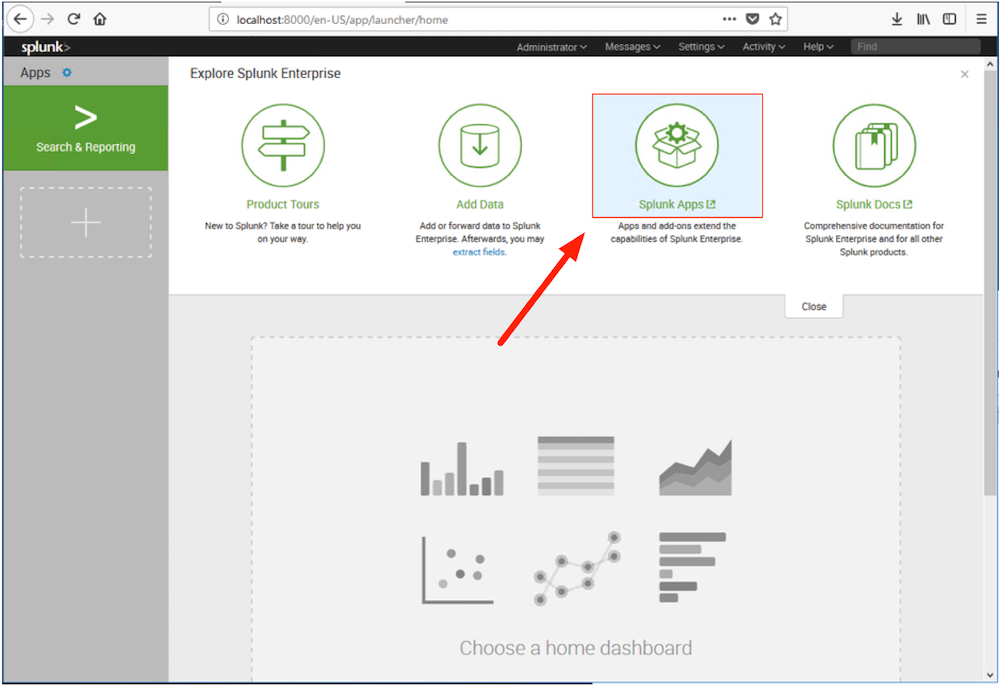 localhost:8000/en-US/app/launcher/home
splunk>
Administrator
Messages
Settings
Activity
Help
Find
Apps
Explore Splunk Enterprise
>
Search & Reporting
Product Tours
New to Splunk? Take a tour to help you
on your way.
Add Data
Add or forward data to Splunk
Enterprise. Afterwards, you may
extract fields.
Splunk Apps
Apps and add-ons extend the
capabilities of Splunk Enterprise.
Splunk Docs
Comprehensive documentation for
Splunk Enterprise and for all other
Splunk products.
Close
Choose a home dashboard